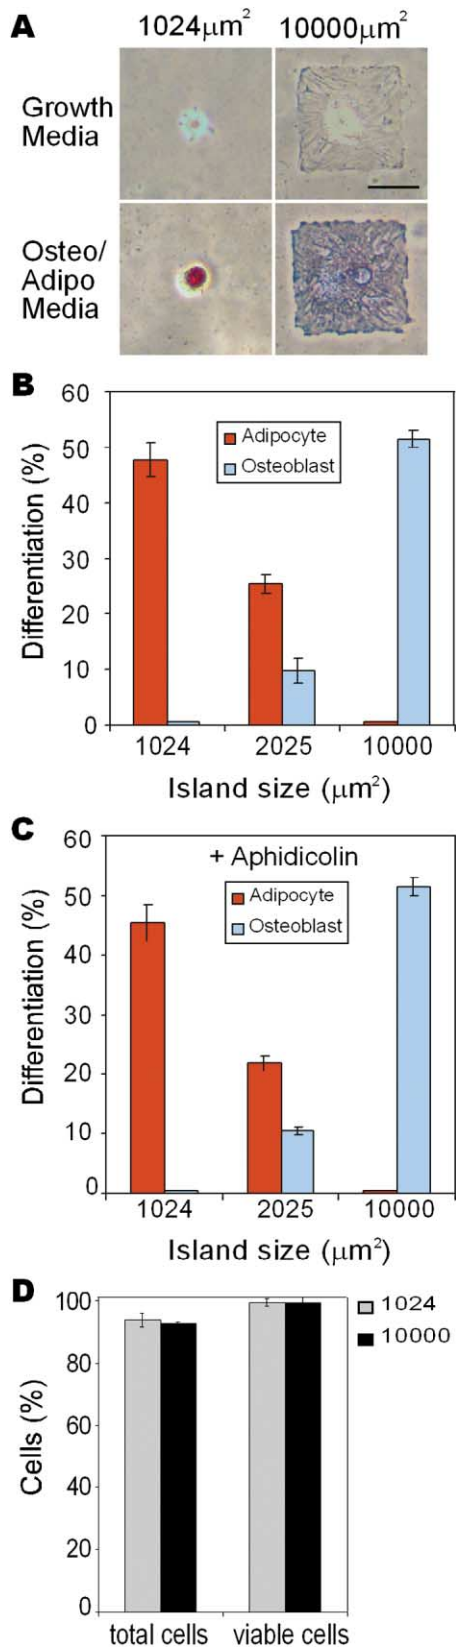 A
1024μm²
10000μm²
Growth
Media
Osteo/
Adipo
Media
B
Differentiation (%)
60
50
40
30
20
10
0
Adipocyte
Osteoblast
1024
2025
10000
Island size (μm²)
C
Differentiation (%)
60
50
40
30
20
10
0
+ Aphidicolin
Adipocyte
Osteoblast
1024
2025
10000
Island size (μm²)
D
Cells (%)
100
80
60
40
20
0
1024
10000
total cells
viable cells